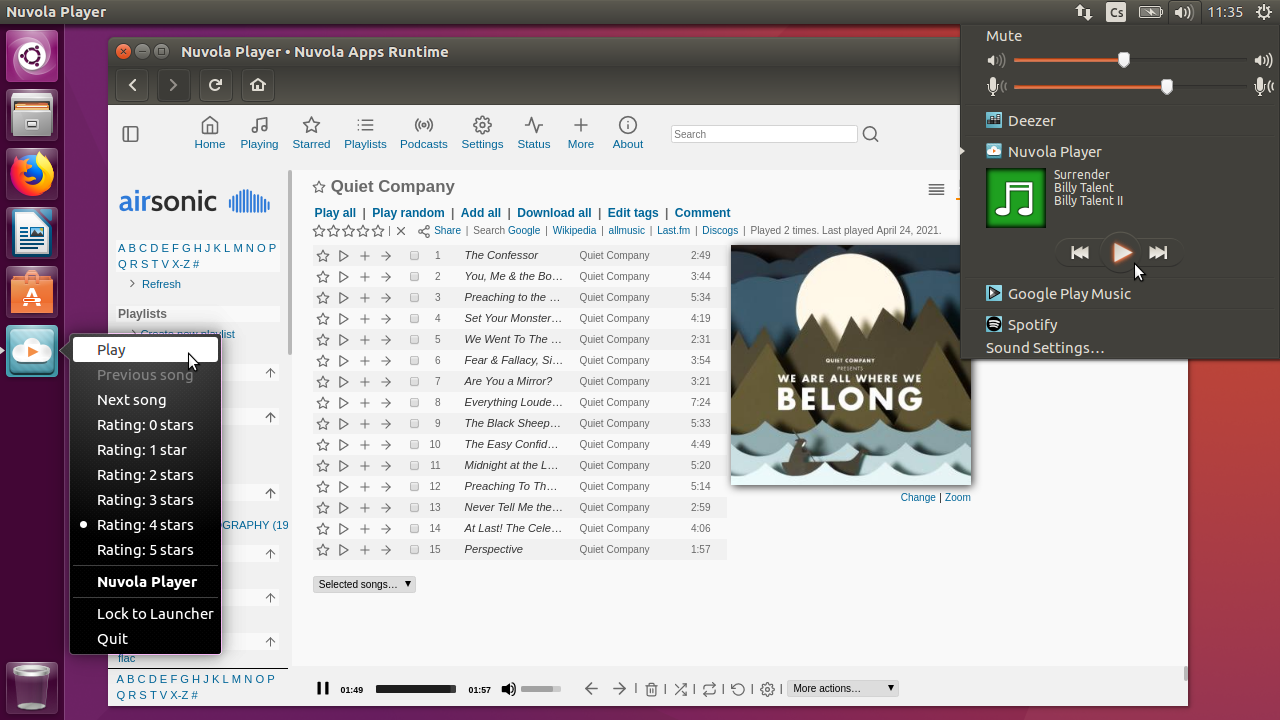 Nuvola Player
Cs
11:35
Nuvola Player • Nuvola Apps Runtime
Home
Playing
Starred
Playlists
Podcasts
Settings
Status
More
About
Search
airsonic
A B C D E F G H J K L M N O P
Q R S T V X-Z #
Refresh
Playlists
Create new playlist
OGRAPHY (19
flac
A B C D E F G H J K L M N O P
Q R S T V X-Z #
Play
Previous song
Next song
Rating: 0 stars
Rating: 1 star
Rating: 2 stars
Rating: 3 stars
Rating: 4 stars
Rating: 5 stars
Nuvola Player
Lock to Launcher
Quit
Quiet Company
Play all | Play random | Add all | Download all | Edit tags | Comment
| Share | Search Google | Wikipedia | allmusic | Last.fm | Discogs | Played 2 times. Last played April 24, 2021.
1 The Confessor Quiet Company 2:49
2 You, Me & the Bo… Quiet Company 3:44
3 Preaching to the … Quiet Company 5:34
4 Set Your Monster… Quiet Company 4:19
5 We Went To The … Quiet Company 2:31
6 Fear & Fallacy, Si… Quiet Company 3:54
7 Are You a Mirror? Quiet Company 3:21
8 Everything Loude… Quiet Company 7:24
9 The Black Sheep… Quiet Company 5:33
10 The Easy Confid… Quiet Company 4:49
11 Midnight at the L… Quiet Company 5:20
12 Preaching To Th… Quiet Company 5:14
13 Never Tell Me the… Quiet Company 2:59
14 At Last! The Cele… Quiet Company 4:06
15 Perspective Quiet Company 1:57
Selected songs…
QUIET COMPANY
PRESENTS
WE ARE ALL WHERE WE
BELONG
Change | Zoom
01:49
01:57
More actions…
Mute
Deezer
Nuvola Player
Surrender
Billy Talent
Billy Talent II
Google Play Music
Spotify
Sound Settings…